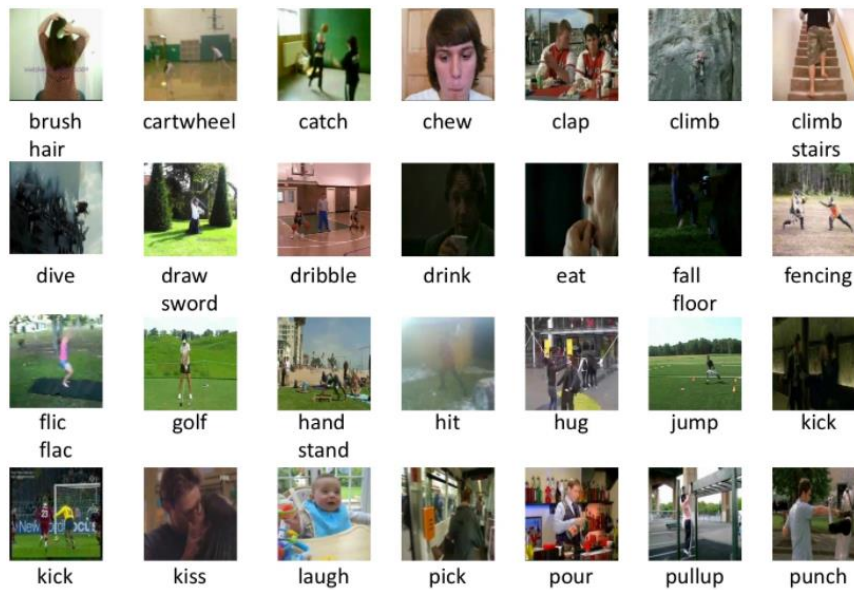 brush cartwheel catch chew clap climb climb
hair stairs
dive draw dribble drink eat fall fencing
sword floor
flic golf hand hit hug jump kick
flac stand
23
kick kiss laugh pick pour pullup punch